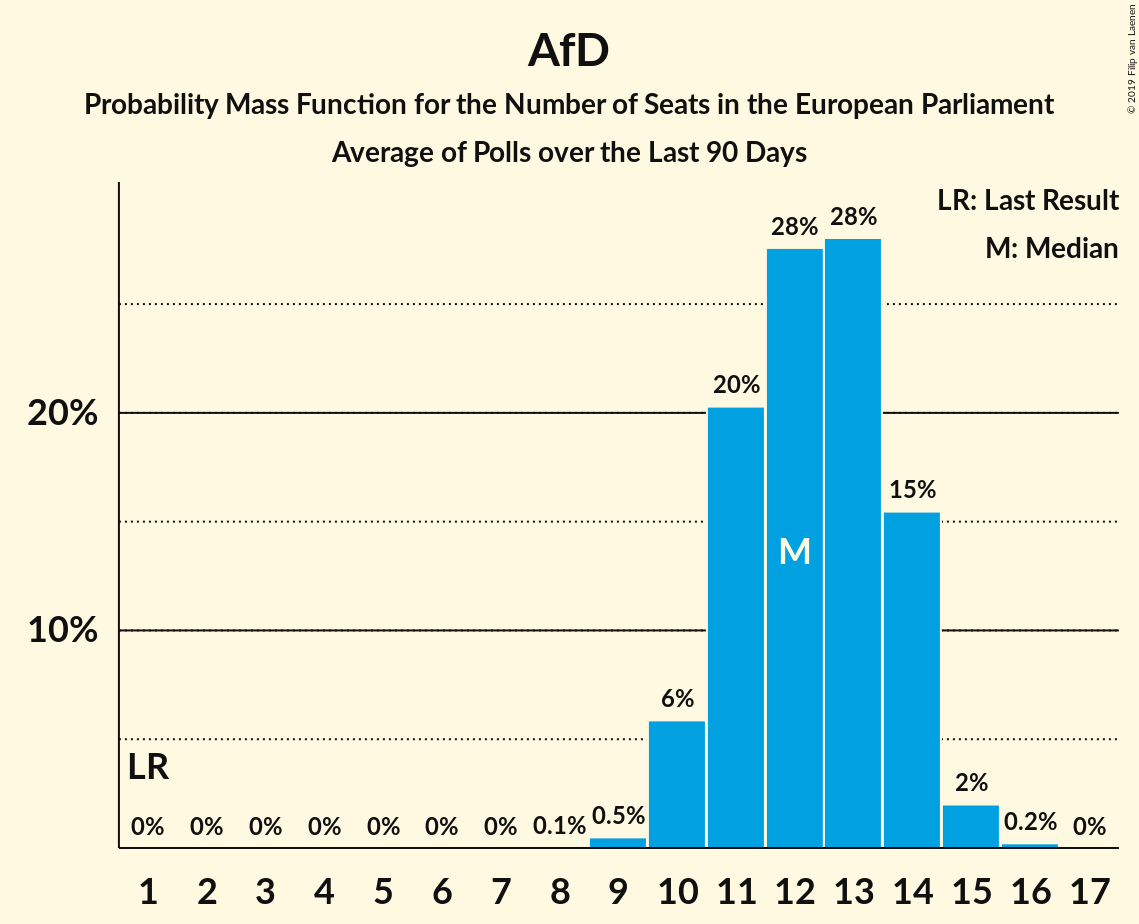 AfD
Probability Mass Function for the Number of Seats in the European Parliament
Average of Polls over the Last 90 Days
© 2019 Filip van Laenen
LR: Last Result
M: Median
28% 28%
20%
20%
15%
M
10%
6%
LR
2%
0% 0% 0% 0% 0% 0% 0% 0.1% 0.5% 0.2% 0%
1 2 3 4 5 6 7 8 9 10 11 12 13 14 15 16 17